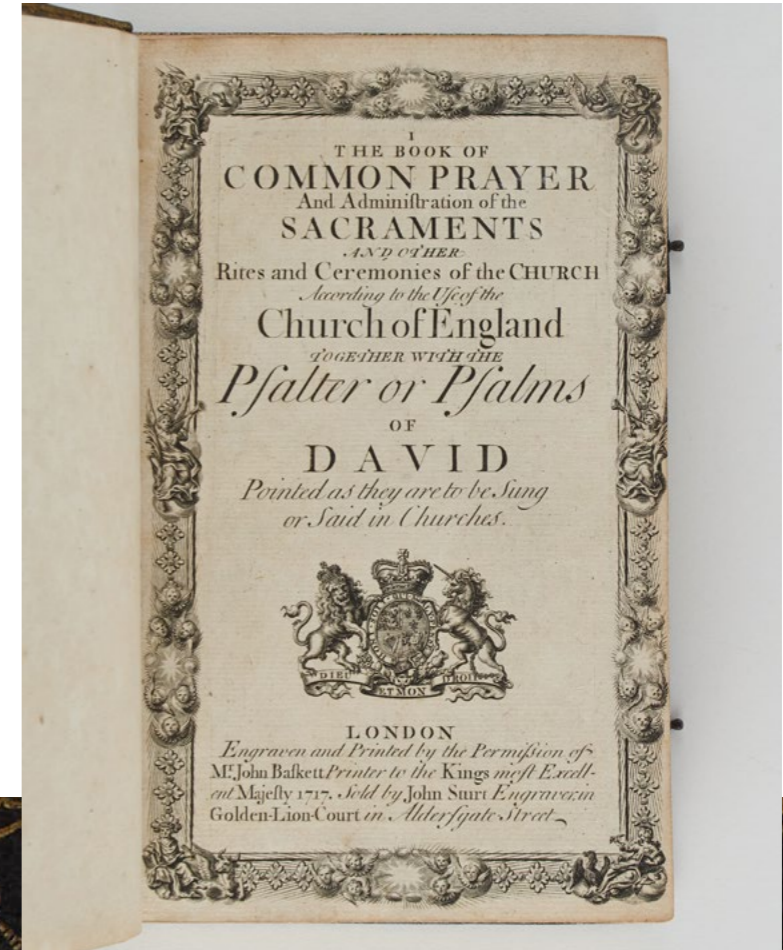 1
THE BOOK OF
COMMON PRAYER
And Adminiſtration of the
SACRAMENTS
AND OTHER
Rites and Ceremonies of the CHURCH
According to the Uſe of the
Church of England
TOGETHER WITH THE
Pſalter or Pſalms
OF
DAVID
Pointed as they are to be Sung
or Said in Churches.
DIEU ET MON DROIT
LONDON
Engraven and Printed by the Permiſsion of
Mr. John Baſkett Printer to the Kings moſt Excell-
ent Majeſty 1717. Sold by John Sturt Engraver, in
Golden-Lion-Court in Alderſgate Street